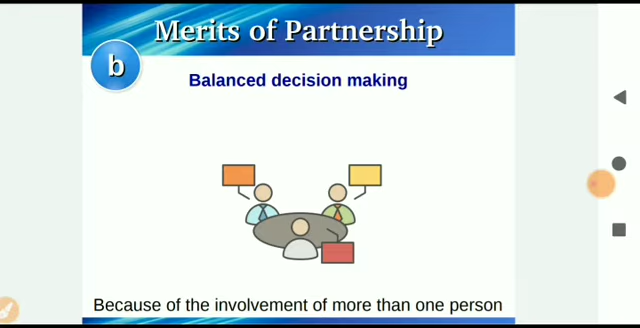 Merits of Partnership
b
Balanced decision making
Because of the involvement of more than one person